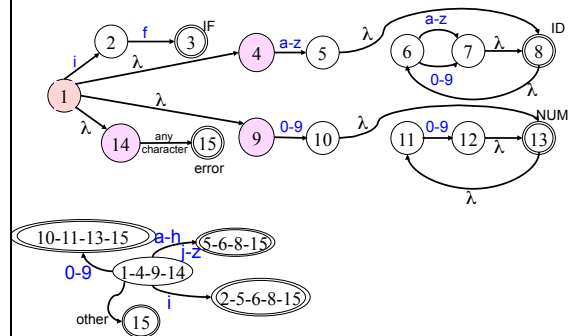 i
2
f
3
IF
1
λ
4
a-z
5
λ
6
a-z
0-9
7
λ
8
ID
λ
λ
9
0-9
10
λ
11
0-9
12
λ
13
NUM
λ
λ
14
any
character
15
error
10-11-13-15
a-h
j-z
5-6-8-15
0-9
1-4-9-14
i
2-5-6-8-15
other
15